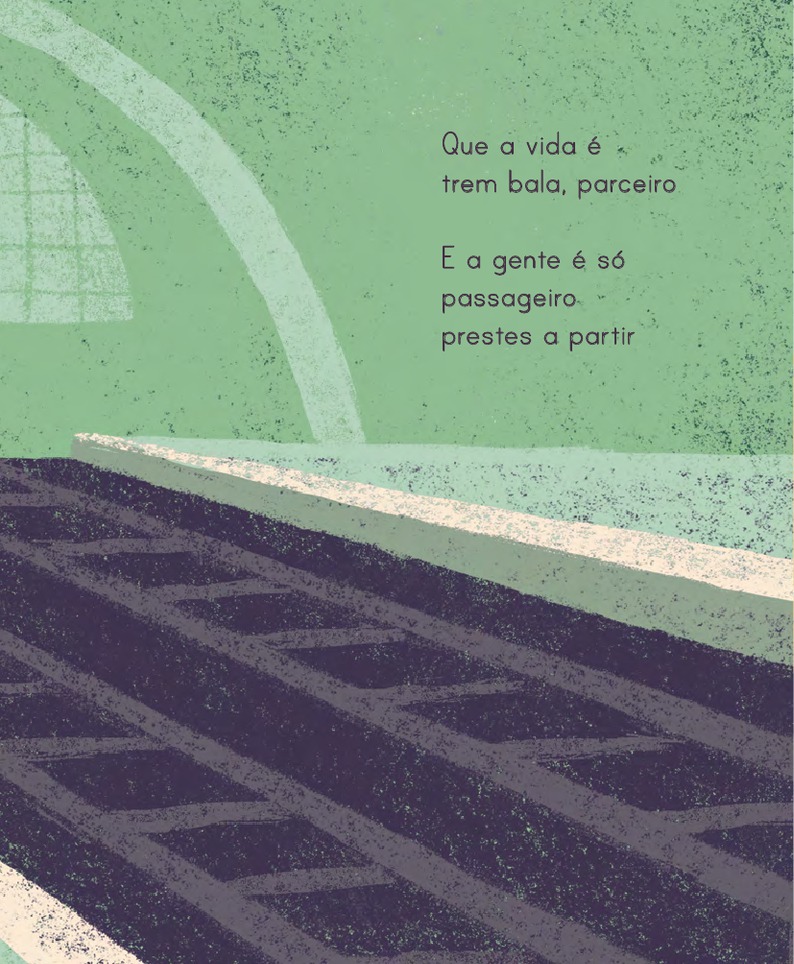 Que a vida é
trem bala, parceiro
E a gente é só
passageiro
prestes a partir